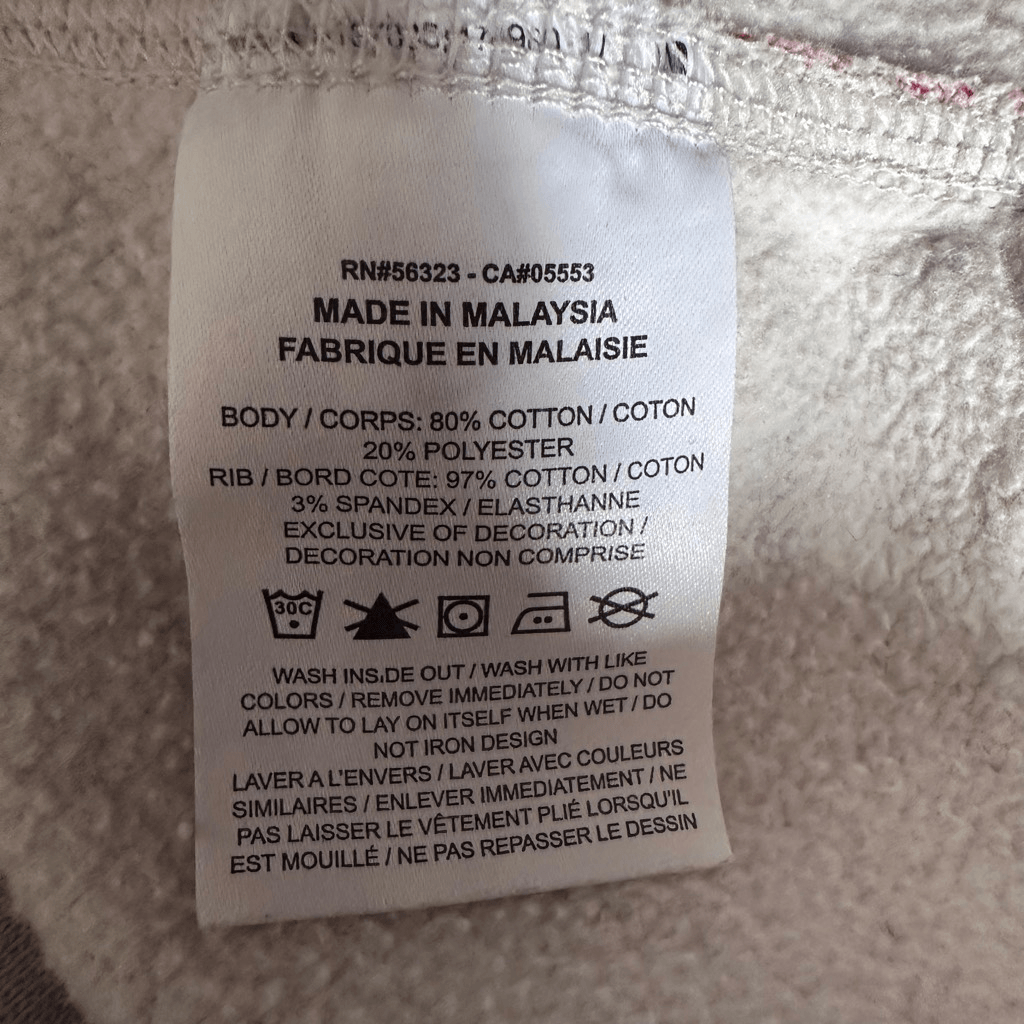 RN#56323 - CA#05553
MADE IN MALAYSIA
FABRIQUE EN MALAISIE
BODY / CORPS: 80% COTTON / COTON
20% POLYESTER
RIB / BORD COTE: 97% COTTON / COTON
3% SPANDEX / ELASTHANNE
EXCLUSIVE OF DECORATION /
DECORATION NON COMPRISE
30C
WASH INSIDE OUT / WASH WITH LIKE
COLORS / REMOVE IMMEDIATELY / DO NOT
ALLOW TO LAY ON ITSELF WHEN WET / DO
NOT IRON DESIGN
LAVER A L'ENVERS / LAVER AVEC COULEURS
SIMILAIRES / ENLEVER IMMEDIATEMENT / NE
PAS LAISSER LE VÊTEMENT PLIÉ LORSQU'IL
EST MOUILLÉ / NE PAS REPASSER LE DESSIN